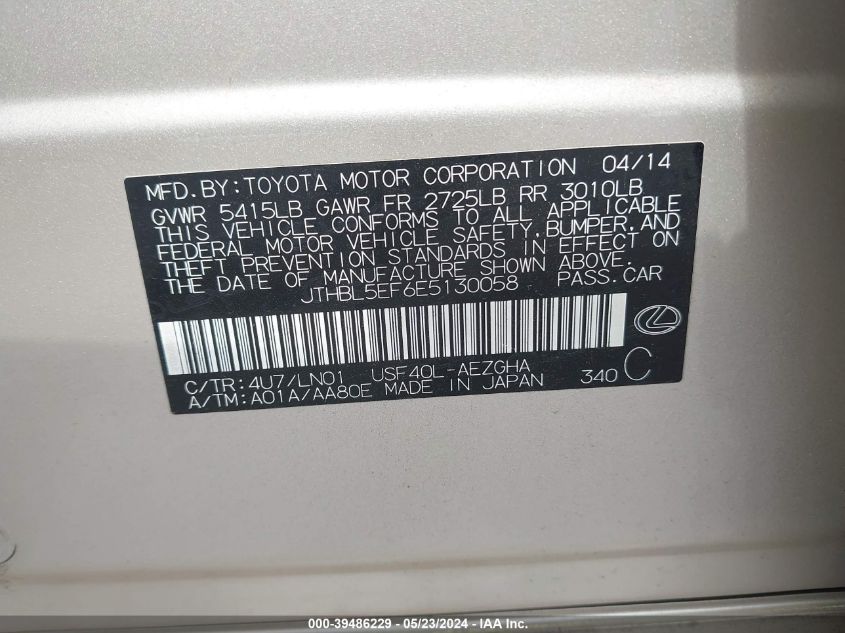 MFD.BY:TOYOTA MOTOR CORPORATION 04/14
GVWR 5415LB GAWR FR 2725LB RR 3010LB
THIS VEHICLE CONFORMS TO ALL APPLICABLE
FEDERAL MOTOR VEHICLE SAFETY,BUMPER,AND
THEFT PREVENTION STANDARDS IN EFFECT ON
THE DATE OF MANUFACTURE SHOWN ABOVE.
JTHBL5EF6E5130058 PASS.CAR
C/TR:4U7/LN01 USF40L-AEZGHA 340 C
A/TM:A01A/AA80E MADE IN JAPAN
000-39486229 - 05/23/2024 - IAA Inc.